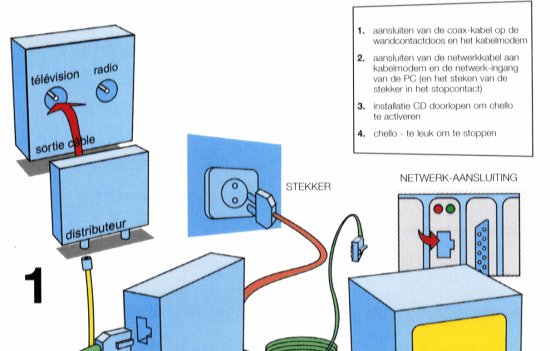 1. aansluiten van de coax-kabel op de
wandcontactdoos en het kabelmodem
2. aansluiten van de netwerkkabel aan
kabelmodem en de netwerk-ingang
van de PC (en het steken van de
stekker in het stopcontact)
3. installatie CD doorlopen om chello
te activeren
4. chello - te leuk om te stoppen
télévision
radio
sortie câble
distributeur
STEKKER
NETWERK-AANSLUITING
1